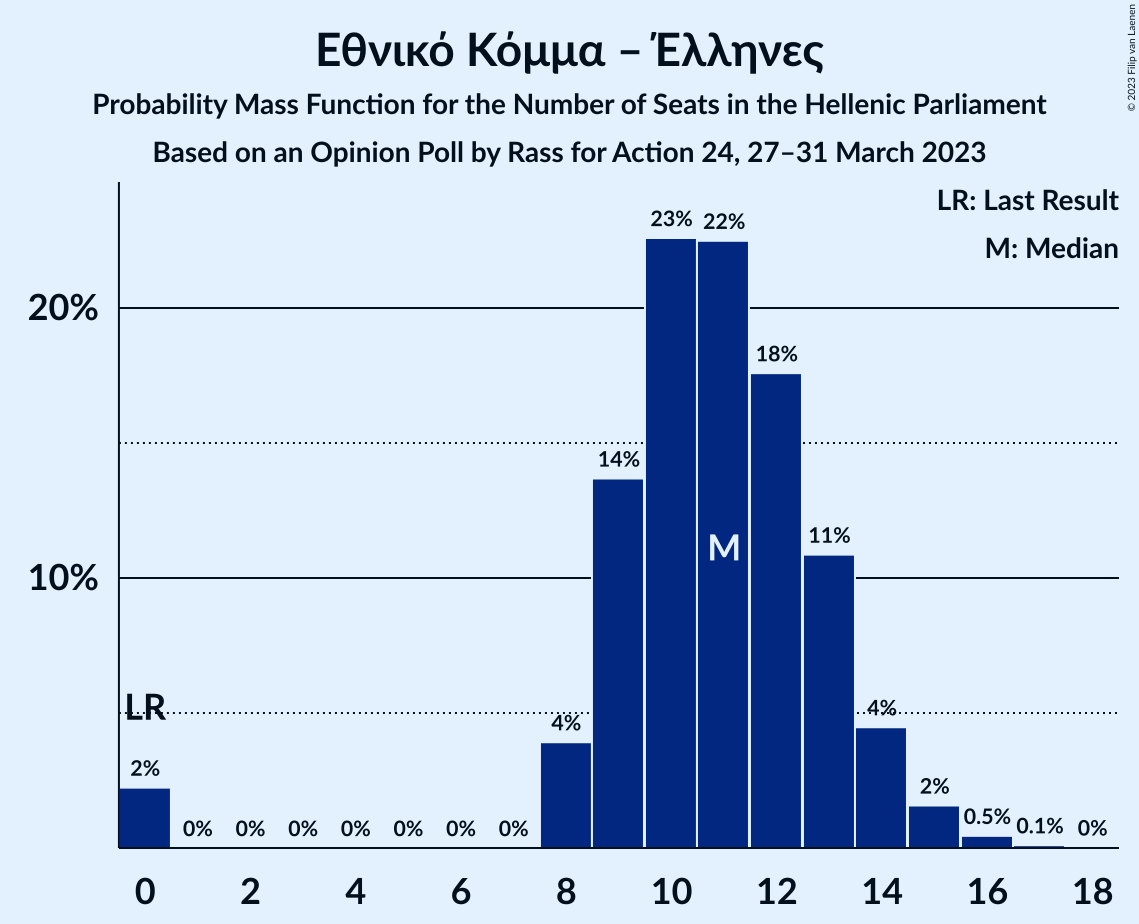 Εθνικό Κόμμα – Έλληνες
Probability Mass Function for the Number of Seats in the Hellenic Parliament
Based on an Opinion Poll by Rass for Action 24, 27–31 March 2023
© 2023 Filip van Laenen
LR: Last Result
M: Median
20%
10%
23%
22%
18%
14%
11%
M
LR
4%
4%
2%
2%
0%
0%
0%
0%
0%
0%
0%
0.5%
0.1%
0%
0 2 4 6 8 10 12 14 16 18